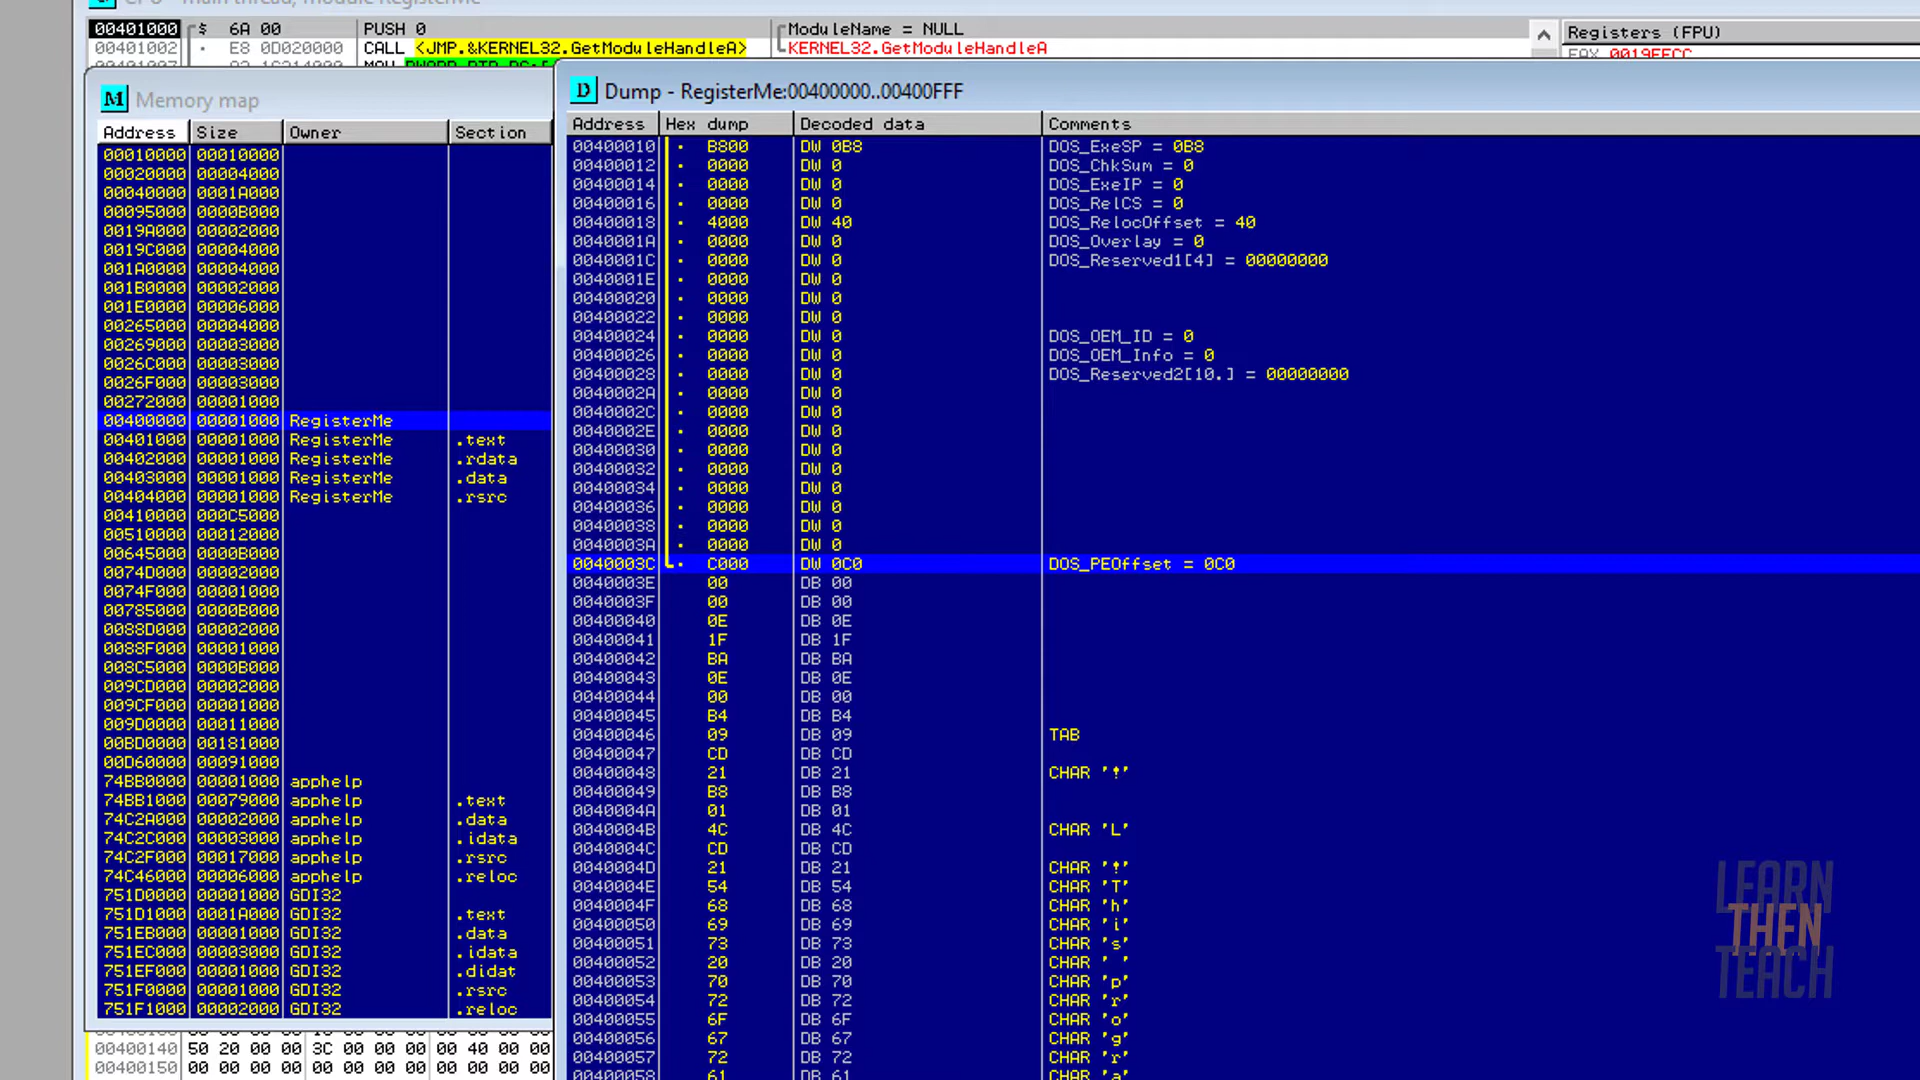 CPU - main thread, module RegisterMe
00401000 $ 6A 00 PUSH 0 ModuleName = NULL
00401002 · E8 0D020000 CALL <JMP.&KERNEL32.GetModuleHandleA> KERNEL32.GetModuleHandleA
Registers (FPU)
EAX 0019FFCC
Memory map
Address Size Owner Section
00010000 00010000
00020000 00004000
00040000 0001A000
00095000 0000B000
0019A000 00002000
0019C000 00004000
001A0000 00004000
001B0000 00002000
001E0000 00006000
00265000 00004000
00269000 00003000
0026C000 00003000
0026F000 00003000
00272000 00001000
00400000 00001000 RegisterMe
00401000 00001000 RegisterMe .text
00402000 00001000 RegisterMe .rdata
00403000 00001000 RegisterMe .data
00404000 00001000 RegisterMe .rsrc
00410000 000C5000
00510000 00012000
00645000 0000B000
0074D000 00002000
0074F000 00001000
00785000 0000B000
0088D000 00002000
0088F000 00001000
008C5000 0000B000
009CD000 00002000
009CF000 00001000
009D0000 00011000
00BD0000 00181000
00D60000 00091000
74BB0000 00001000 apphelp
74BB1000 00079000 apphelp .text
74C2A000 00002000 apphelp .data
74C2C000 00003000 apphelp .idata
74C2F000 00017000 apphelp .rsrc
74C46000 00006000 apphelp .reloc
751D0000 00001000 GDI32
751D1000 0001A000 GDI32 .text
751EB000 00001000 GDI32 .data
751EC000 00003000 GDI32 .idata
751EF000 00001000 GDI32 .didat
751F0000 00001000 GDI32 .rsrc
751F1000 00002000 GDI32 .reloc
00400140 50 20 00 00 3C 00 00 00 00 40 00 00
00400150 00 00 00 00 00 00 00 00 00 00 00 00
Dump - RegisterMe:00400000..00400FFF
Address Hex dump Decoded data Comments
00400010 · B800 DW 0B8 DOS_ExeSP = 0B8
00400012 · 0000 DW 0 DOS_ChkSum = 0
00400014 · 0000 DW 0 DOS_ExeIP = 0
00400016 · 0000 DW 0 DOS_RelCS = 0
00400018 · 4000 DW 40 DOS_RelocOffset = 40
0040001A · 0000 DW 0 DOS_Overlay = 0
0040001C · 0000 DW 0 DOS_Reserved1[4] = 00000000
0040001E · 0000 DW 0
00400020 · 0000 DW 0
00400022 · 0000 DW 0
00400024 · 0000 DW 0 DOS_OEM_ID = 0
00400026 · 0000 DW 0 DOS_OEM_Info = 0
00400028 · 0000 DW 0 DOS_Reserved2[10.] = 00000000
0040002A · 0000 DW 0
0040002C · 0000 DW 0
0040002E · 0000 DW 0
00400030 · 0000 DW 0
00400032 · 0000 DW 0
00400034 · 0000 DW 0
00400036 · 0000 DW 0
00400038 · 0000 DW 0
0040003A · 0000 DW 0
0040003C · C000 DW 0C0 DOS_PEOffset = 0C0
0040003E 00 DB 00
0040003F 00 DB 00
00400040 0E DB 0E
00400041 1F DB 1F
00400042 BA DB BA
00400043 0E DB 0E
00400044 00 DB 00
00400045 B4 DB B4
00400046 09 DB 09 TAB
00400047 CD DB CD
00400048 21 DB 21 CHAR '!'
00400049 B8 DB B8
0040004A 01 DB 01
0040004B 4C DB 4C CHAR 'L'
0040004C CD DB CD
0040004D 21 DB 21 CHAR '!'
0040004E 54 DB 54 CHAR 'T'
0040004F 68 DB 68 CHAR 'h'
00400050 69 DB 69 CHAR 'i'
00400051 73 DB 73 CHAR 's'
00400052 20 DB 20 CHAR ' '
00400053 70 DB 70 CHAR 'p'
00400054 72 DB 72 CHAR 'r'
00400055 6F DB 6F CHAR 'o'
00400056 67 DB 67 CHAR 'g'
00400057 72 DB 72 CHAR 'r'
00400058 61 DB 61 CHAR 'a'
LEARN
THEN
TEACH